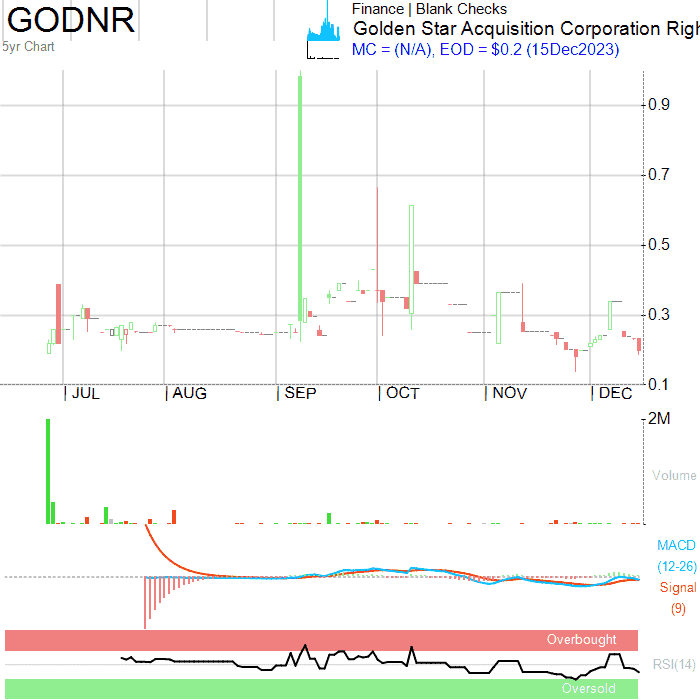 GODNR
5yr Chart
Finance | Blank Checks
Golden Star Acquisition Corporation Righ
MC = (N/A), EOD = $0.2 (15Dec2023)
0.9
0.7
0.5
0.3
0.1
JUL
AUG
SEP
OCT
NOV
DEC
2M
Volume
MACD
(12-26)
Signal
(9)
Overbought
RSI(14)
Oversold